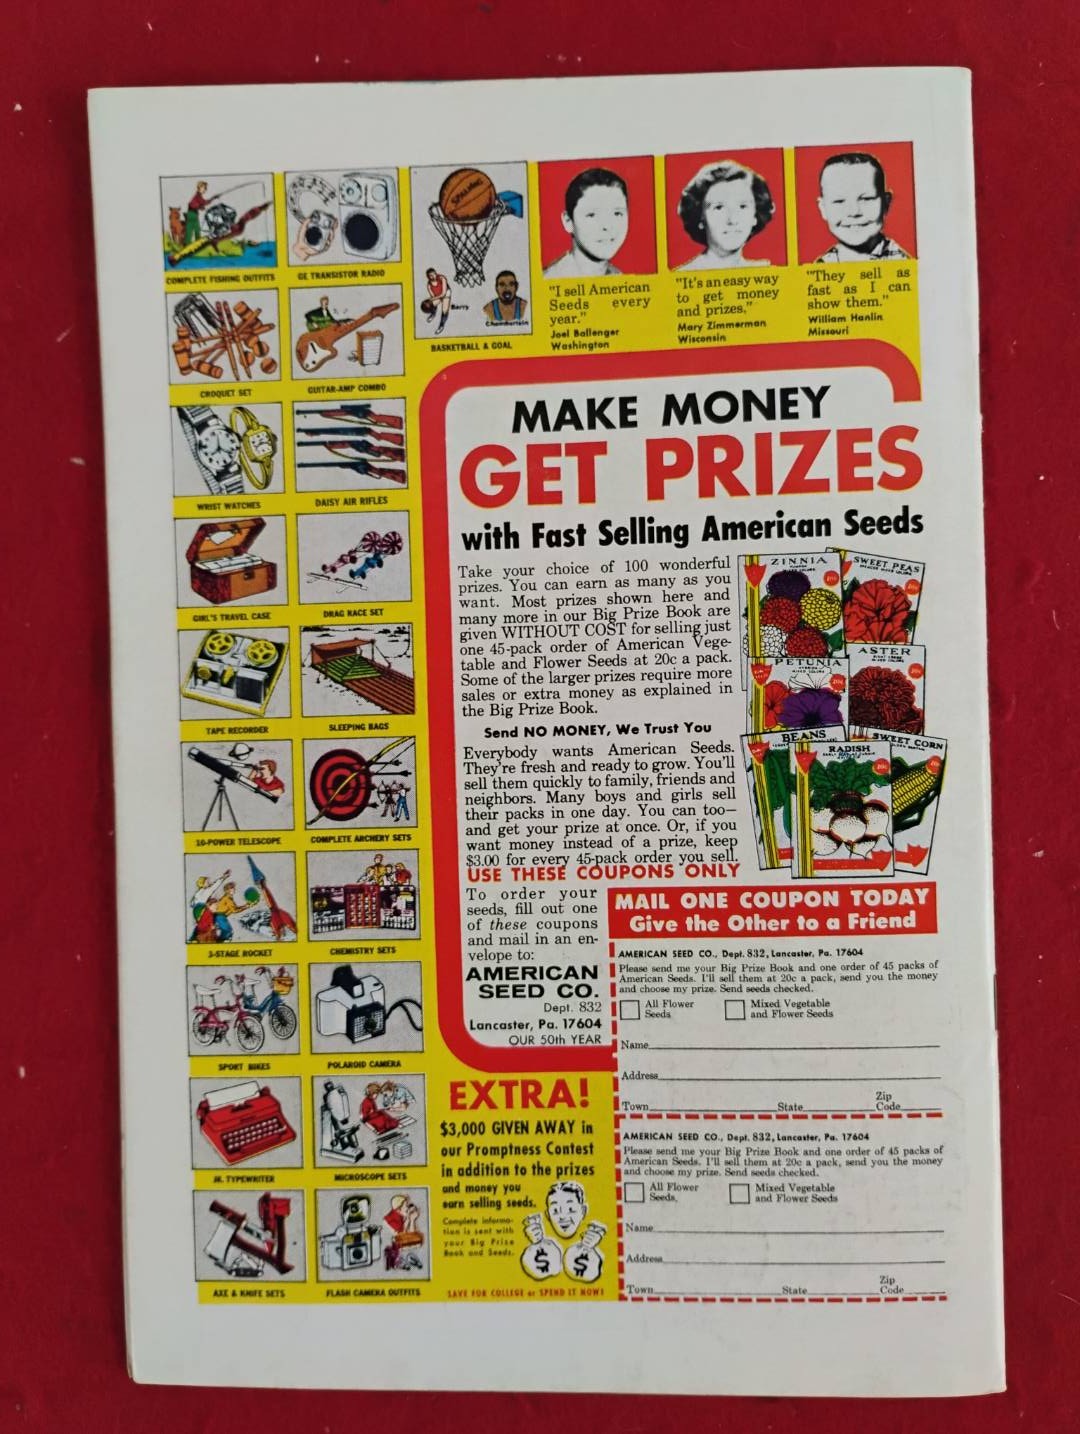 SPALDING
Barry
Chamberlain
COMPLETE FISHING OUTFITS
GE TRANSISTOR RADIO
BASKETBALL & GOAL
CROQUET SET
GUITAR-AMP COMBO
WRIST WATCHES
DAISY AIR RIFLES
GIRL'S TRAVEL CASE
DRAG RACE SET
TAPE RECORDER
SLEEPING BAGS
10-POWER TELESCOPE
COMPLETE ARCHERY SETS
3-STAGE ROCKET
CHEMISTRY SETS
SPORT BIKES
POLAROID CAMERA
JR. TYPEWRITER
MICROSCOPE SETS
AXE & KNIFE SETS
FLASH CAMERA OUTFITS
"I sell American
Seeds every
year."
Joel Ballenger
Washington
"It's an easy way
to get money
and prizes,"
Mary Zimmerman
Wisconsin
"They sell as
fast as I can
show them."
William Hanlin
Missouri
MAKE MONEY
GET PRIZES
with Fast Selling American Seeds
Take your choice of 100 wonderful
prizes. You can earn as many as you
want. Most prizes shown here and
many more in our Big Prize Book are
given WITHOUT COST for selling just
one 45-pack order of American Vege-
table and Flower Seeds at 20c a pack.
Some of the larger prizes require more
sales or extra money as explained in
the Big Prize Book.
Send NO MONEY, We Trust You
Everybody wants American Seeds.
They're fresh and ready to grow. You'll
sell them quickly to family, friends and
neighbors. Many boys and girls sell
their packs in one day. You can too—
and get your prize at once. Or, if you
want money instead of a prize, keep
$3.00 for every 45-pack order you sell.
USE THESE COUPONS ONLY
ZINNIA
SWEET PEAS
PETUNIA
ASTER
BEANS
RADISH
SWEET CORN
To order your
seeds, fill out one
of these coupons
and mail in an en-
velope to:
AMERICAN
SEED CO.
Dept. 832
Lancaster, Pa. 17604
OUR 50th YEAR
MAIL ONE COUPON TODAY
Give the Other to a Friend
AMERICAN SEED CO., Dept. 832, Lancaster, Pa. 17604
Please send me your Big Prize Book and one order of 45 packs of
American Seeds. I'll sell them at 20c a pack, send you the money
and choose my prize. Send seeds checked.
All Flower
Seeds
Mixed Vegetable
and Flower Seeds
Name
Address
Town State Zip Code
AMERICAN SEED CO., Dept. 832, Lancaster, Pa. 17604
Please send me your Big Prize Book and one order of 45 packs of
American Seeds. I'll sell them at 20c a pack, send you the money
and choose my prize. Send seeds checked.
All Flower
Seeds,
Mixed Vegetable
and Flower Seeds
Name
Address
Town State Zip Code
EXTRA!
$3,000 GIVEN AWAY in
our Promptness Contest
in addition to the prizes
and money you
earn selling seeds.
Complete informa-
tion is sent with
your Big Prize
Book and Seeds.
$ $
SAVE FOR COLLEGE or SPEND IT NOW!